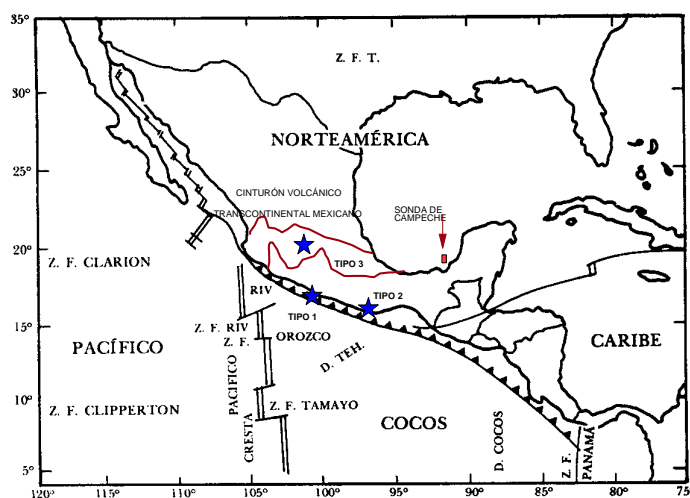 35°
30°
25°
20°
15°
10°
5°
Z. F. T.
NORTEAMÉRICA
CINTURÓN VOLCÁNICO
TRANSCONTINENTAL MEXICANO
SONDA DE
CAMPECHE
TIPO 3
Z. F. CLARION
RIV
TIPO 1
TIPO 2
Z. F. RIV
Z. F.
OROZCO
D. TEH.
PACÍFICO
CARIBE
PACIFICO
CRESTA
Z. F. CLIPPERTON
Z. F. TAMAYO
COCOS
D. COCOS
Z. F.
PANAMÁ
120°
115°
110°
105°
100°
95°
90°
85°
80°
75